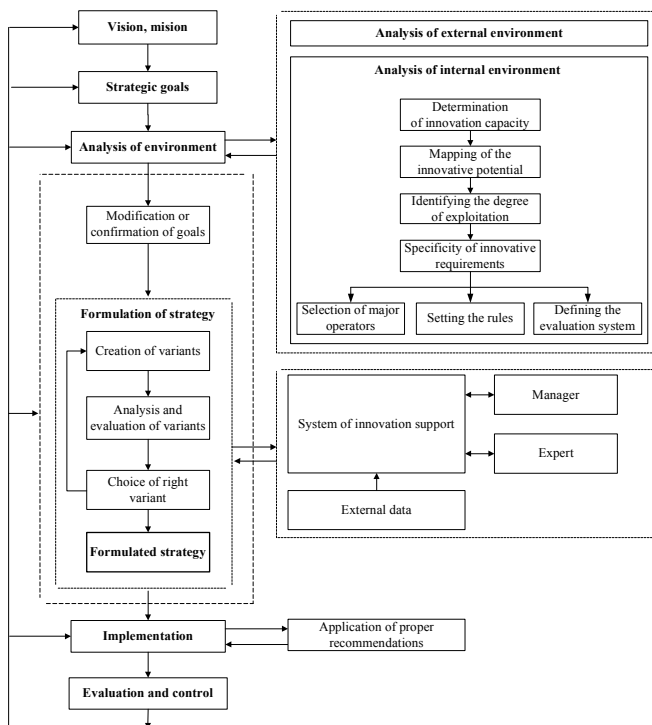 Vision, mision
Strategic goals
Analysis of environment
Modification or
confirmation of goals
Formulation of strategy
Creation of variants
Analysis and
evaluation of variants
Choice of right
variant
Formulated strategy
Implementation
Evaluation and control
Analysis of external environment
Analysis of internal environment
Determination
of innovation capacity
Mapping of the
innovative potential
Identifying the degree
of exploitation
Specificity of innovative
requirements
Selection of major
operators
Setting the rules
Defining the
evaluation system
System of innovation support
Manager
Expert
External data
Application of proper
recommendations